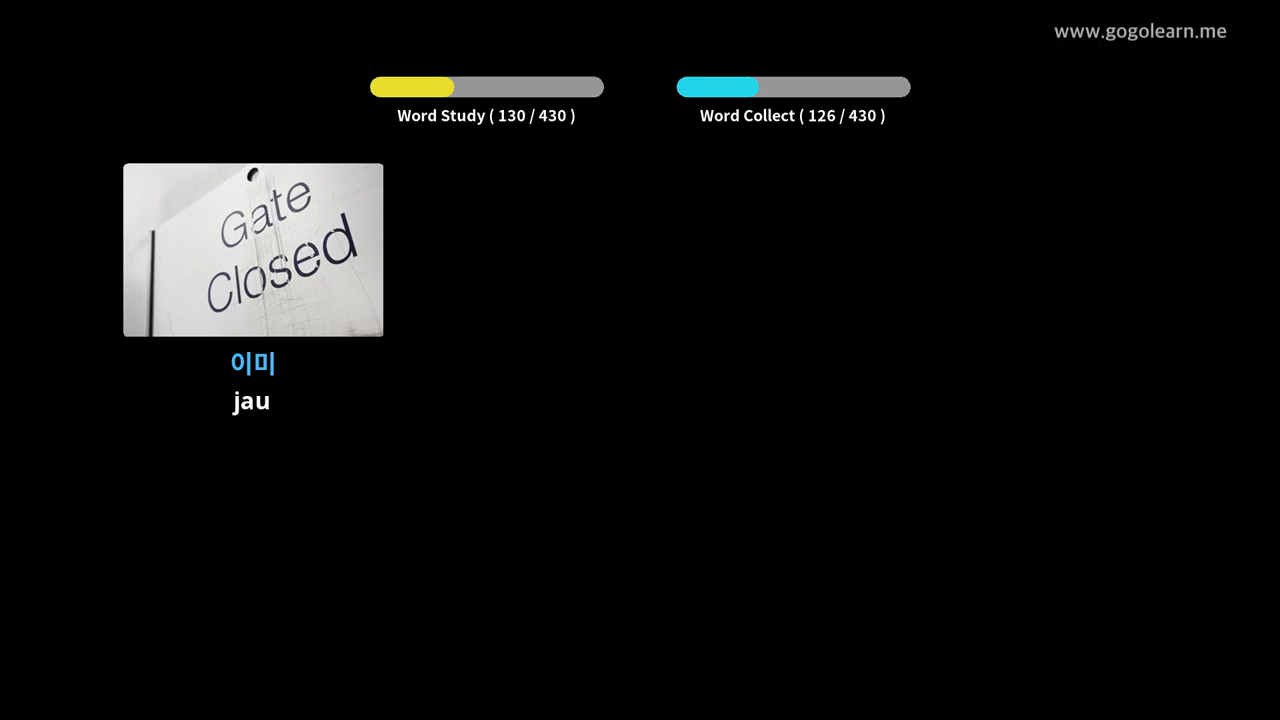 www.gogolearn.me
Word Study ( 130 / 430 )
Word Collect ( 126 / 430 )
Gate
Closed
이미
jau